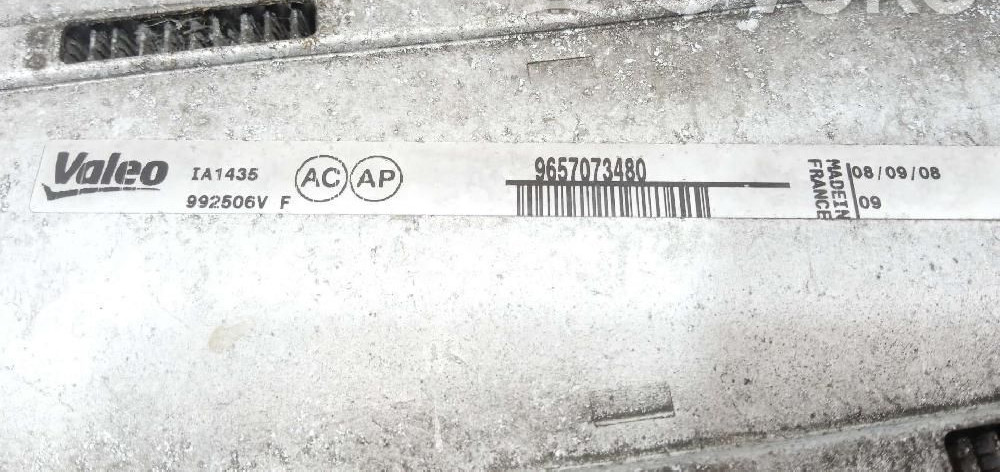 Valeo
IA1435
992506V F
AC
AP
9657073480
MADE IN
FRANCE
08/09/08
09